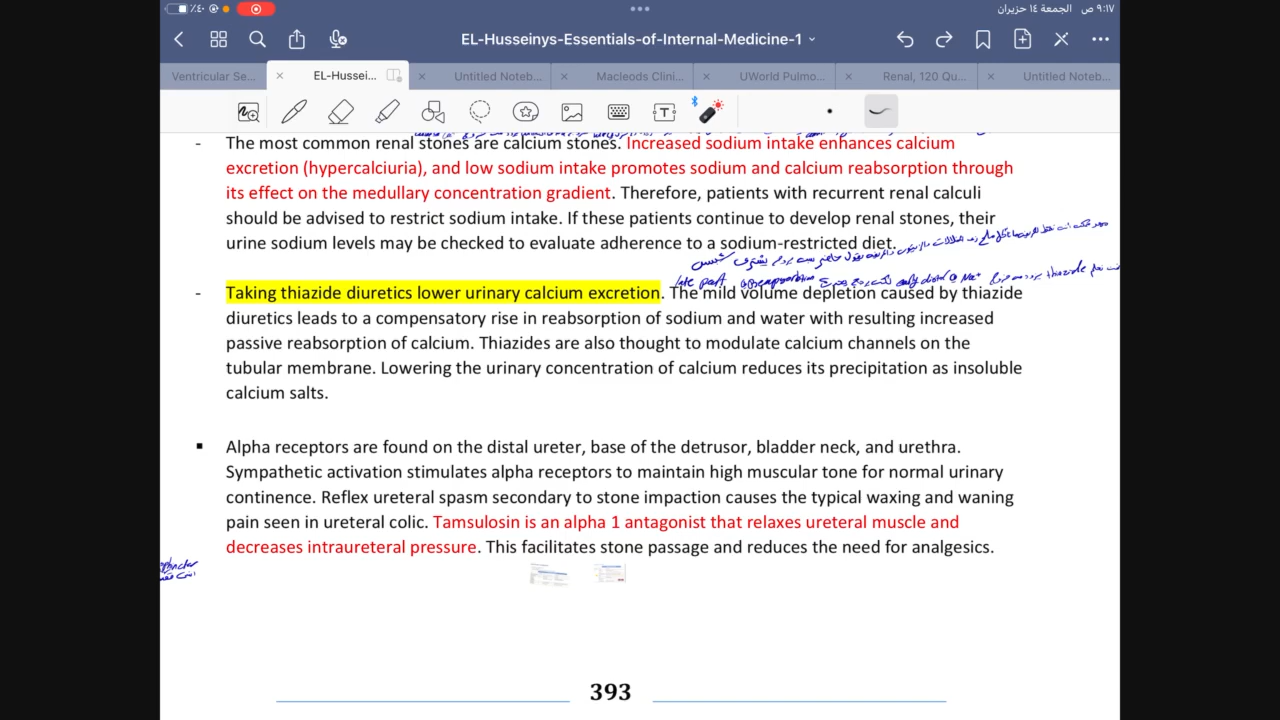 ٪٤٠ ٩:١٧ ص الجمعة ١٤ حزيران
EL-Husseinys-Essentials-of-Internal-Medicine-1
Ventricular Se... EL-Hussei... Untitled Noteb... Macleods Clini... UWorld Pulmo... Renal, 120 Qu... Untitled Noteb...
- The most common renal stones are calcium stones. Increased sodium intake enhances calcium
excretion (hypercalciuria), and low sodium intake promotes sodium and calcium reabsorption through
its effect on the medullary concentration gradient. Therefore, patients with recurrent renal calculi
should be advised to restrict sodium intake. If these patients continue to develop renal stones, their
urine sodium levels may be checked to evaluate adherence to a sodium-restricted diet.
late part
early distal
Na+
thiazide
- Taking thiazide diuretics lower urinary calcium excretion. The mild volume depletion caused by thiazide
diuretics leads to a compensatory rise in reabsorption of sodium and water with resulting increased
passive reabsorption of calcium. Thiazides are also thought to modulate calcium channels on the
tubular membrane. Lowering the urinary concentration of calcium reduces its precipitation as insoluble
calcium salts.
▪ Alpha receptors are found on the distal ureter, base of the detrusor, bladder neck, and urethra.
Sympathetic activation stimulates alpha receptors to maintain high muscular tone for normal urinary
continence. Reflex ureteral spasm secondary to stone impaction causes the typical waxing and waning
pain seen in ureteral colic. Tamsulosin is an alpha 1 antagonist that relaxes ureteral muscle and
decreases intraureteral pressure. This facilitates stone passage and reduces the need for analgesics.
393